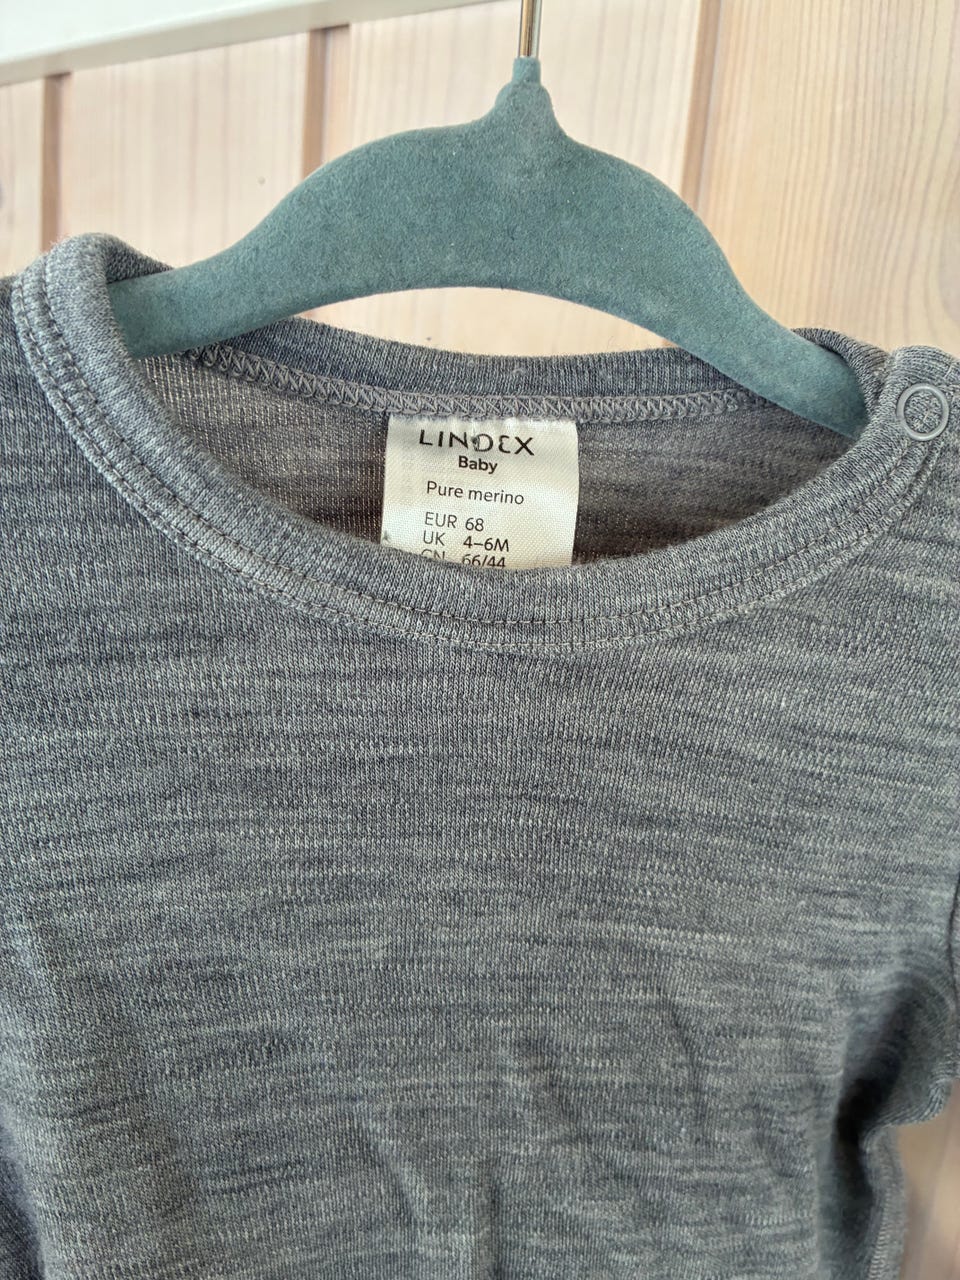 LINDEX
Baby
Pure merino
EUR 68
UK 4–6M
CN 66/44